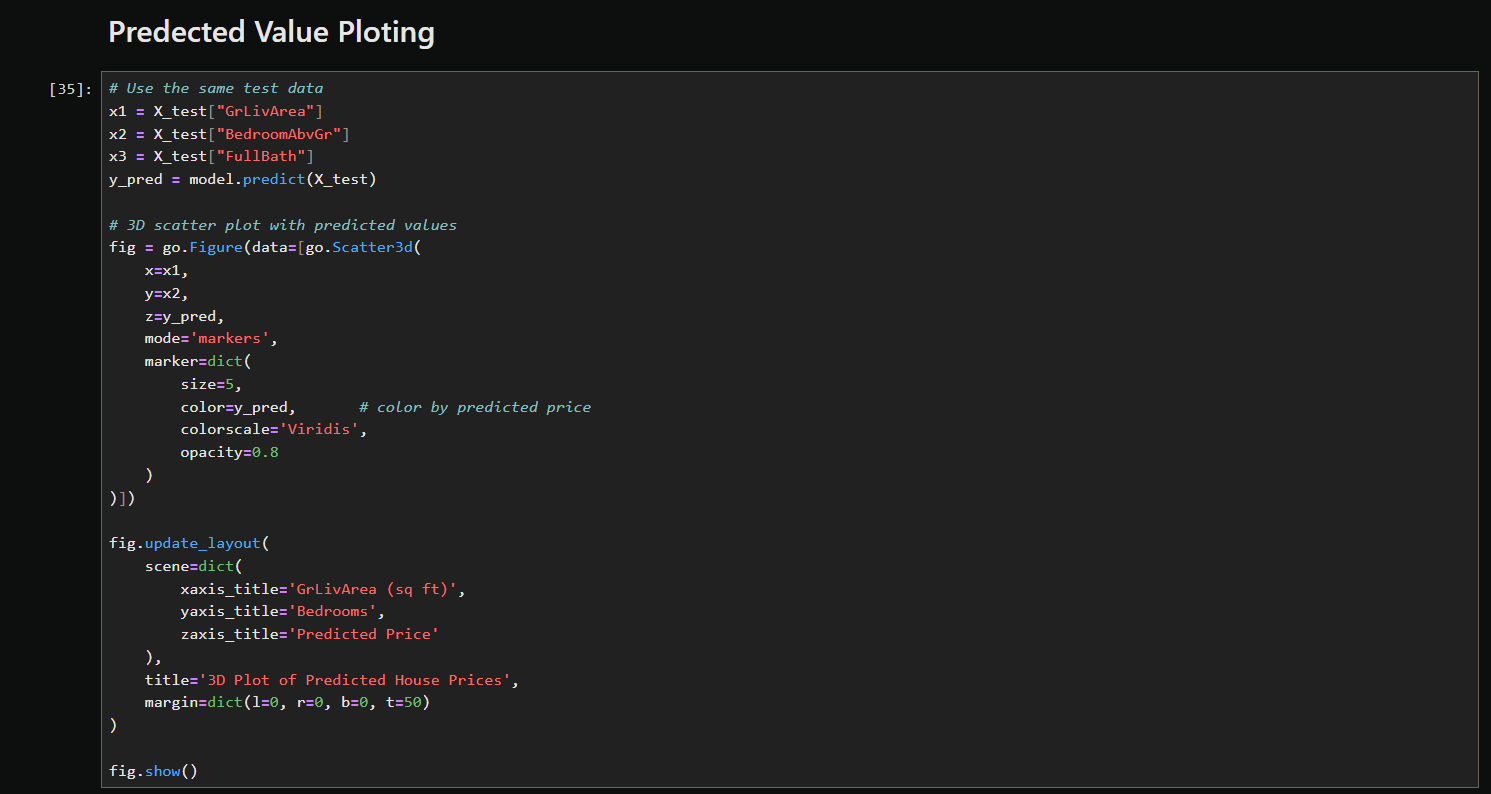 Predected Value Ploting
[35]:
# Use the same test data
x1 = X_test["GrLivArea"]
x2 = X_test["BedroomAbvGr"]
x3 = X_test["FullBath"]
y_pred = model.predict(X_test)

# 3D scatter plot with predicted values
fig = go.Figure(data=[go.Scatter3d(
    x=x1,
    y=x2,
    z=y_pred,
    mode='markers',
    marker=dict(
        size=5,
        color=y_pred,       # color by predicted price
        colorscale='Viridis',
        opacity=0.8
    )
)])

fig.update_layout(
    scene=dict(
        xaxis_title='GrLivArea (sq ft)',
        yaxis_title='Bedrooms',
        zaxis_title='Predicted Price'
    ),
    title='3D Plot of Predicted House Prices',
    margin=dict(l=0, r=0, b=0, t=50)
)

fig.show()